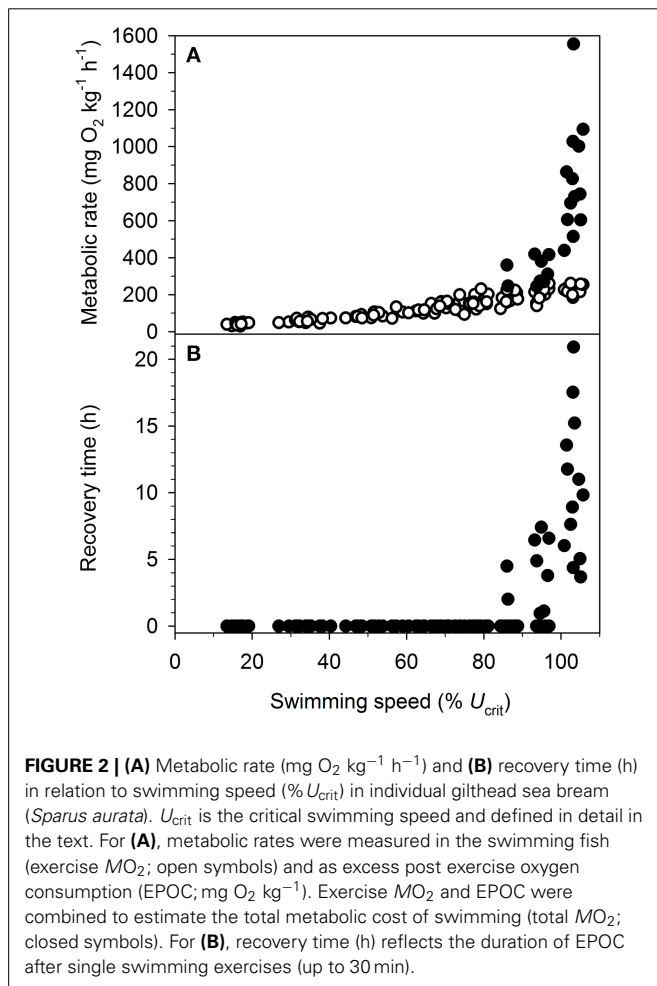 A
1600
1400
1200
1000
800
600
400
200
0
Metabolic rate (mg O₂ kg⁻¹ h⁻¹)
B
20
15
10
5
0
Recovery time (h)
0 20 40 60 80 100
Swimming speed (% Ucrit)
FIGURE 2 | (A) Metabolic rate (mg O₂ kg⁻¹ h⁻¹) and (B) recovery time (h)
in relation to swimming speed (% Ucrit) in individual gilthead sea bream
(Sparus aurata). Ucrit is the critical swimming speed and defined in detail in
the text. For (A), metabolic rates were measured in the swimming fish
(exercise MO₂; open symbols) and as excess post exercise oxygen
consumption (EPOC; mg O₂ kg⁻¹). Exercise MO₂ and EPOC were
combined to estimate the total metabolic cost of swimming (total MO₂;
closed symbols). For (B), recovery time (h) reflects the duration of EPOC
after single swimming exercises (up to 30 min).